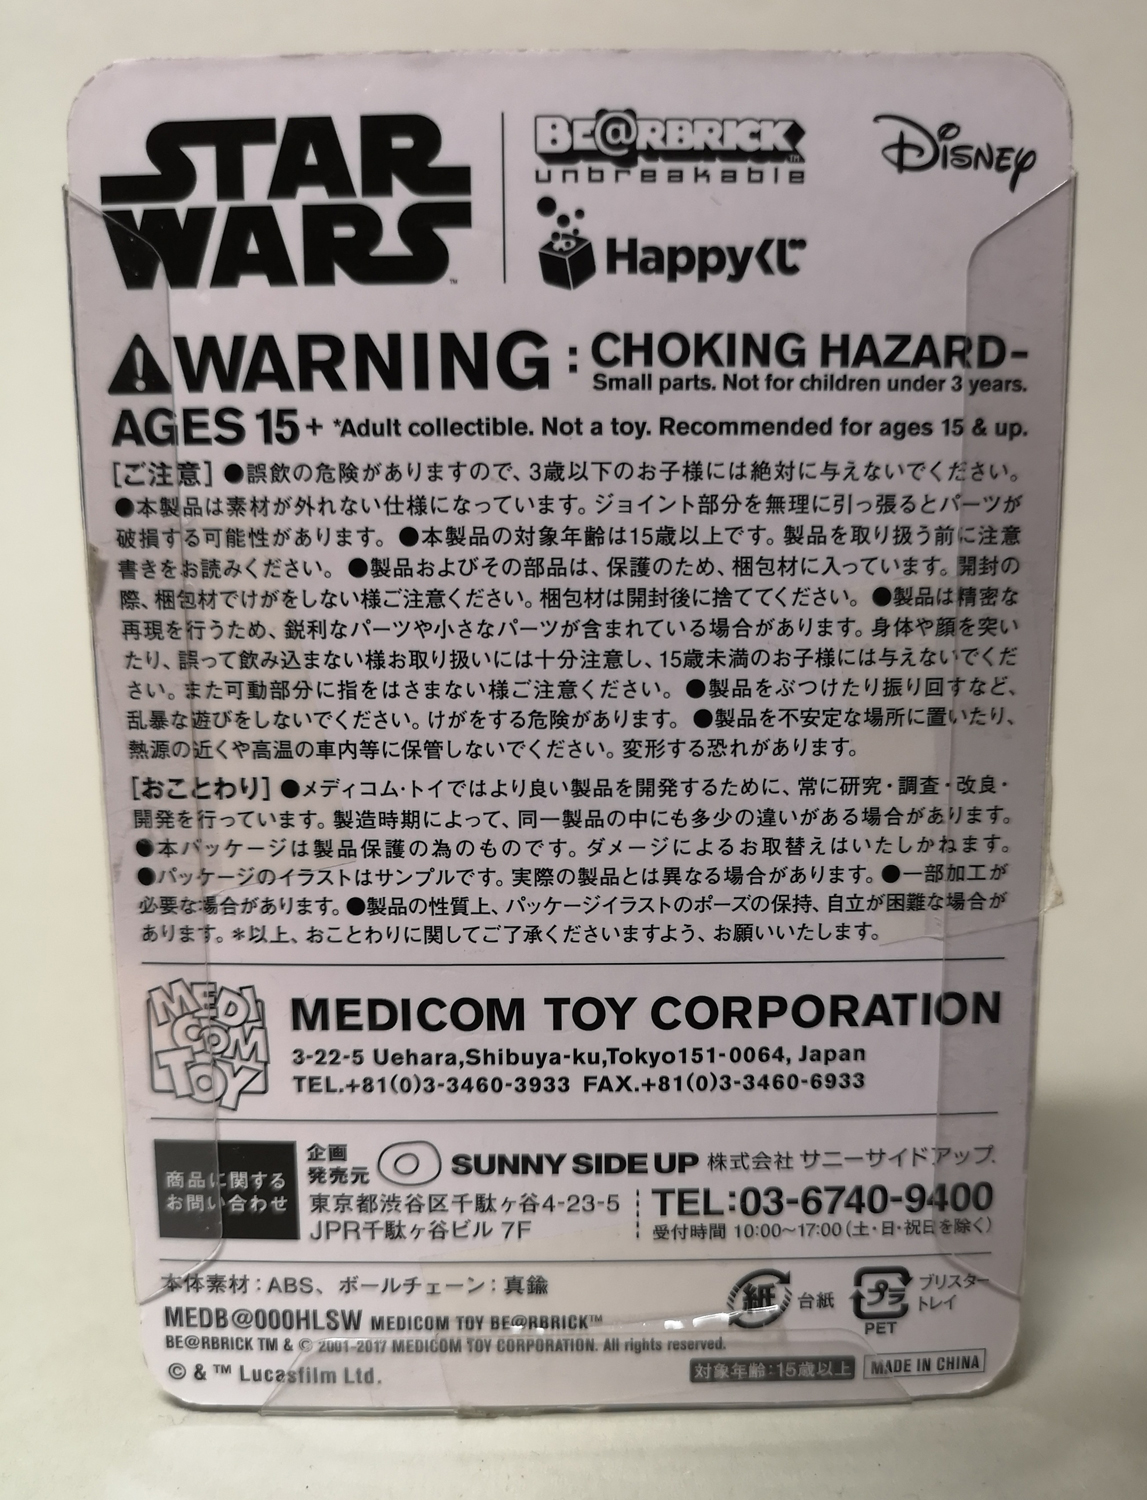 STAR
WARS™
BE@RBRICK™
unbreakable
Happyくじ
Disney
WARNING : CHOKING HAZARD-
Small parts. Not for children under 3 years.
AGES 15+ *Adult collectible. Not a toy. Recommended for ages 15 & up.
[ご注意] ●誤飲の危険がありますので、3歳以下のお子様には絶対に与えないでください。
●本製品は素材が外れない仕様になっています。ジョイント部分を無理に引っ張るとパーツが
破損する可能性があります。 ●本製品の対象年齢は15歳以上です。製品を取り扱う前に注意
書きをお読みください。 ●製品およびその部品は、保護のため、梱包材に入っています。開封の
際、梱包材でけがをしない様ご注意ください。梱包材は開封後に捨ててください。 ●製品は精密な
再現を行うため、鋭利なパーツや小さなパーツが含まれている場合があります。身体や顔を突い
たり、誤って飲み込まない様お取り扱いには十分注意し、15歳未満のお子様には与えないでくだ
さい。また可動部分に指をはさまない様ご注意ください。 ●製品をぶつけたり振り回すなど、
乱暴な遊びをしないでください。けがをする危険があります。 ●製品を不安定な場所に置いたり、
熱源の近くや高温の車内等に保管しないでください。変形する恐れがあります。
[おことわり] ●メディコム・トイではより良い製品を開発するために、常に研究・調査・改良・
開発を行っています。製造時期によって、同一製品の中にも多少の違いがある場合があります。
●本パッケージは製品保護の為のものです。ダメージによるお取替えはいたしかねます。
●パッケージのイラストはサンプルです。実際の製品とは異なる場合があります。●一部加工が
必要な場合があります。●製品の性質上、パッケージイラストのポーズの保持、自立が困難な場合が
あります。*以上、おことわりに関してご了承くださいますよう、お願いいたします。
MEDI
COM
TOY
MEDICOM TOY CORPORATION
3-22-5 Uehara,Shibuya-ku,Tokyo151-0064, Japan
TEL.+81(0)3-3460-3933 FAX.+81(0)3-3460-6933
商品に関する
お問い合わせ
企画
発売元
SUNNY SIDE UP 株式会社 サニーサイドアップ.
東京都渋谷区千駄ヶ谷4-23-5
JPR千駄ヶ谷ビル 7F
TEL:03-6740-9400
受付時間 10:00〜17:00(土・日・祝日を除く)
本体素材：ABS、ボールチェーン：真鍮
紙 台紙
プラ
PET
ブリスター
トレイ
MEDB@000HLSW MEDICOM TOY BE@RBRICK™
BE@RBRICK TM & © 2001-2017 MEDICOM TOY CORPORATION. All rights reserved.
© & ™ Lucasfilm Ltd.
対象年齢：15歳以上
MADE IN CHINA